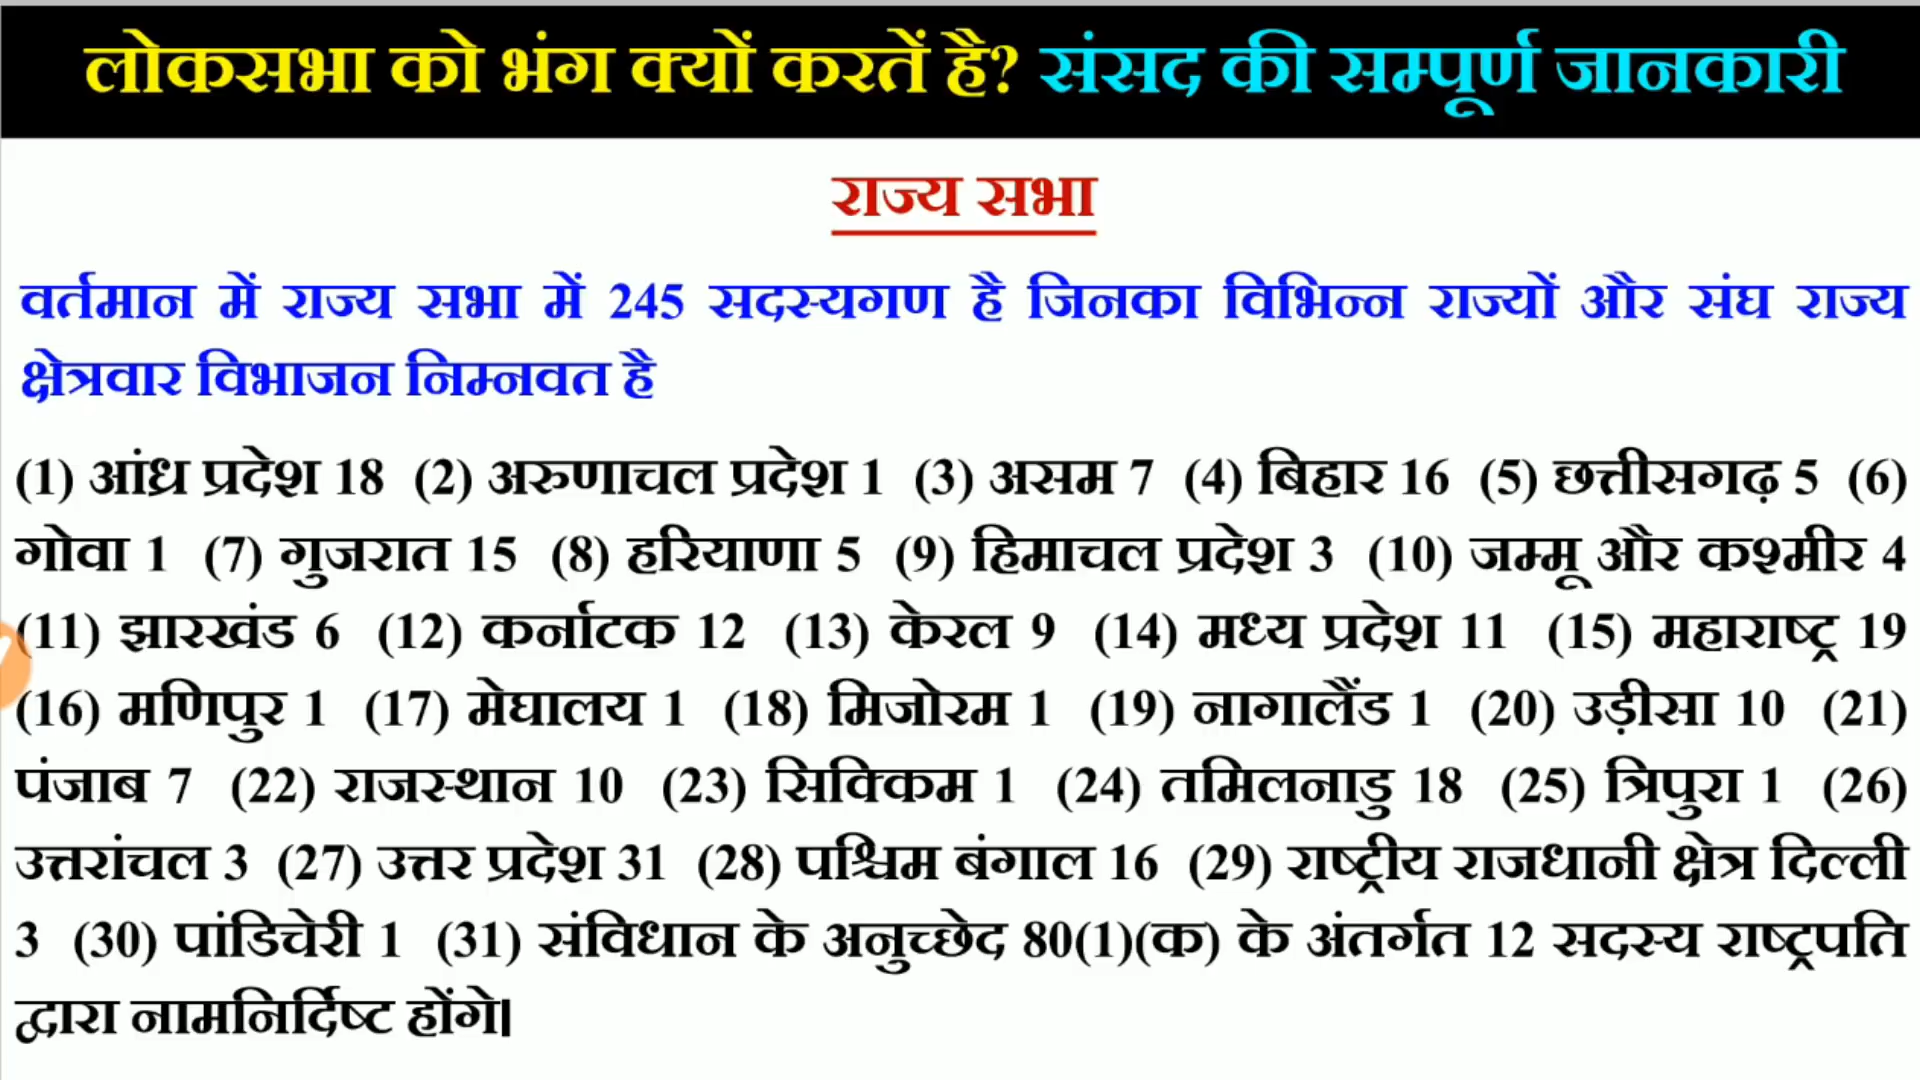 लोकसभा को भंग क्यों करतें है? संसद की सम्पूर्ण जानकारी
राज्य सभा
वर्तमान में राज्य सभा में 245 सदस्यगण है जिनका विभिन्न राज्यों और संघ राज्य
क्षेत्रवार विभाजन निम्नवत है
(1) आंध्र प्रदेश 18 (2) अरुणाचल प्रदेश 1 (3) असम 7 (4) बिहार 16 (5) छत्तीसगढ़ 5 (6)
गोवा 1 (7) गुजरात 15 (8) हरियाणा 5 (9) हिमाचल प्रदेश 3 (10) जम्मू और कश्मीर 4
(11) झारखंड 6 (12) कर्नाटक 12 (13) केरल 9 (14) मध्य प्रदेश 11 (15) महाराष्ट्र 19
(16) मणिपुर 1 (17) मेघालय 1 (18) मिजोरम 1 (19) नागालैंड 1 (20) उड़ीसा 10 (21)
पंजाब 7 (22) राजस्थान 10 (23) सिक्किम 1 (24) तमिलनाडु 18 (25) त्रिपुरा 1 (26)
उत्तरांचल 3 (27) उत्तर प्रदेश 31 (28) पश्चिम बंगाल 16 (29) राष्ट्रीय राजधानी क्षेत्र दिल्ली
3 (30) पांडिचेरी 1 (31) संविधान के अनुच्छेद 80(1)(क) के अंतर्गत 12 सदस्य राष्ट्रपति
द्वारा नामनिर्दिष्ट होंगे।